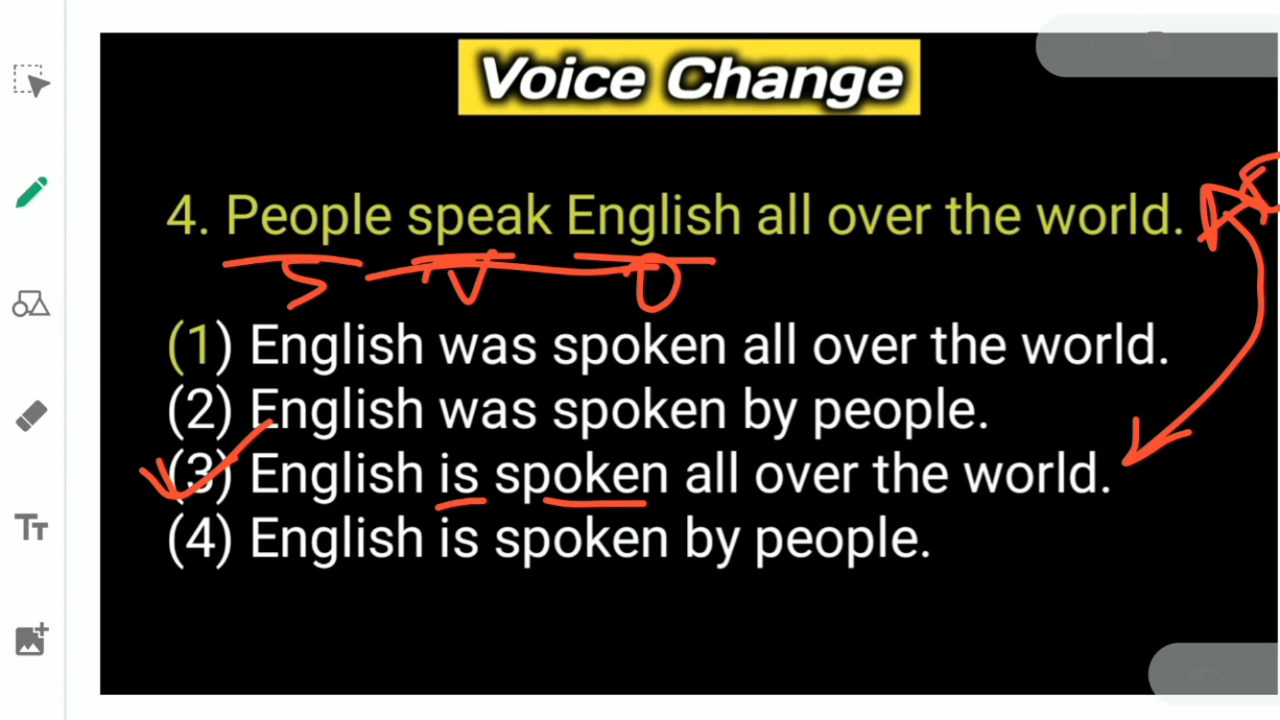 Voice Change
4. People speak English all over the world.
S V O
(1) English was spoken all over the world.
(2) English was spoken by people.
(3) English is spoken all over the world.
(4) English is spoken by people.
TT